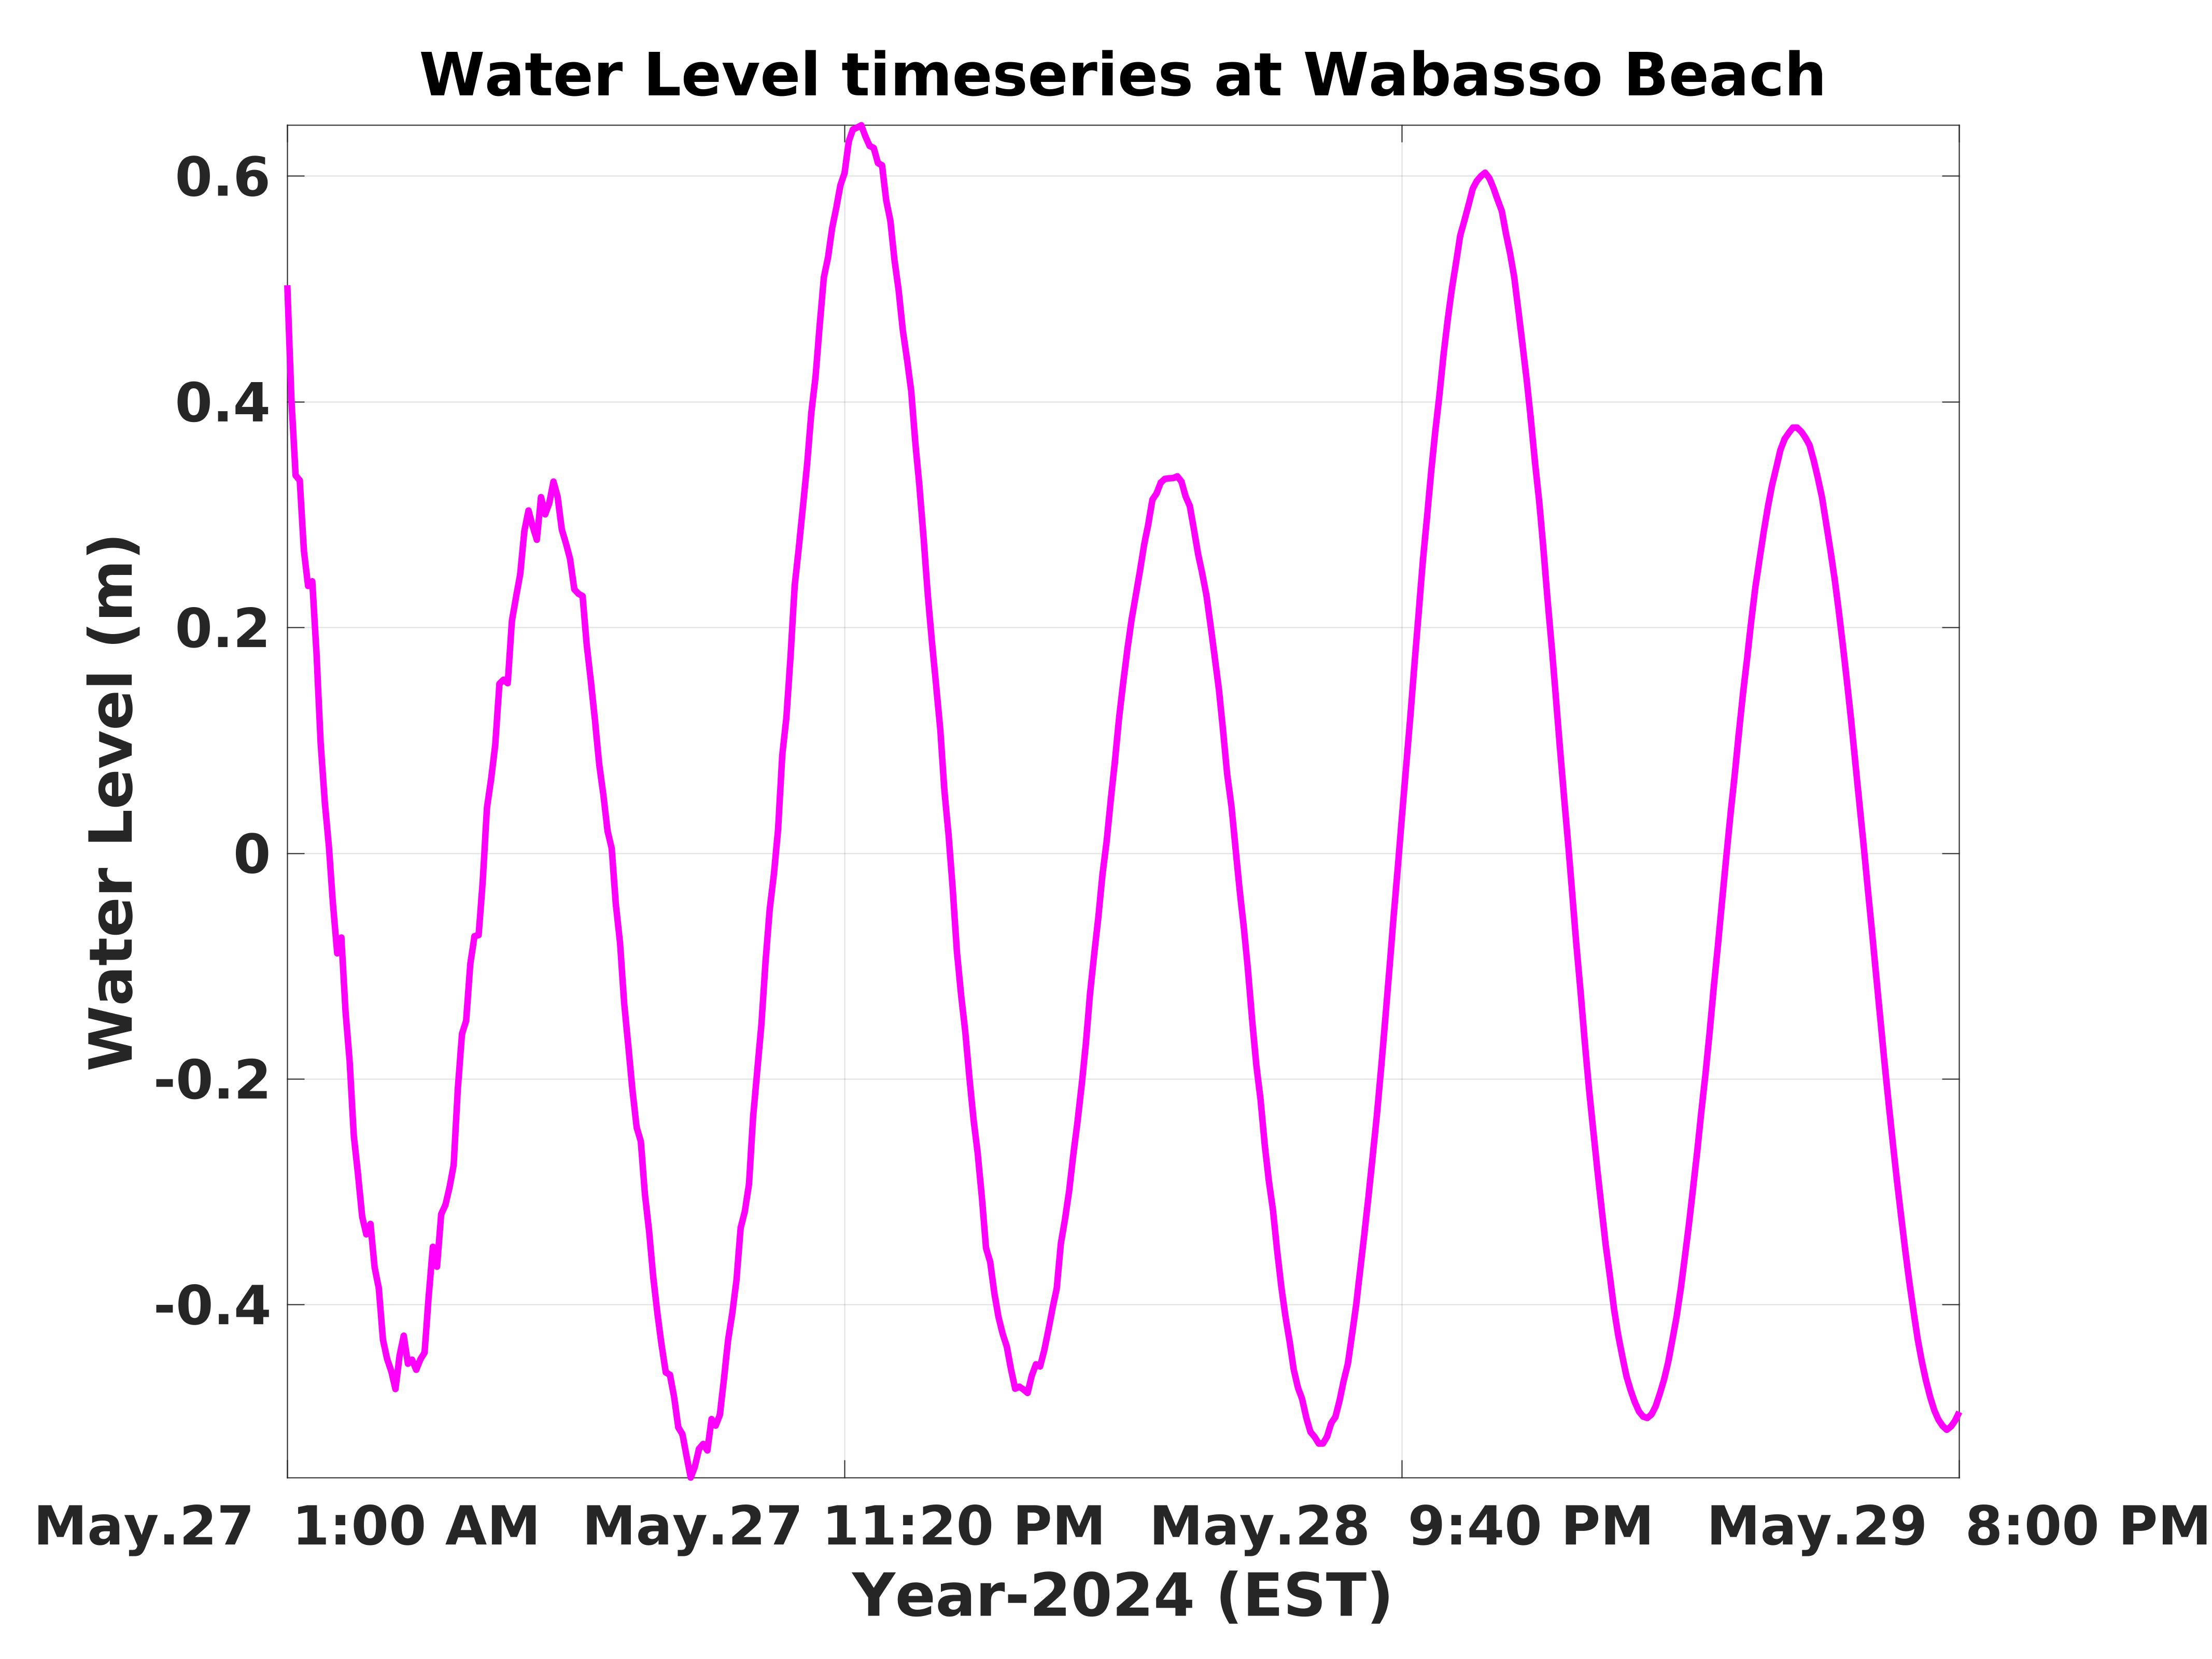 Water Level timeseries at Wabasso Beach
Water Level (m)
0.6
0.4
0.2
0
-0.2
-0.4
May.27 1:00 AM May.27 11:20 PM May.28 9:40 PM May.29 8:00 PM
Year-2024 (EST)